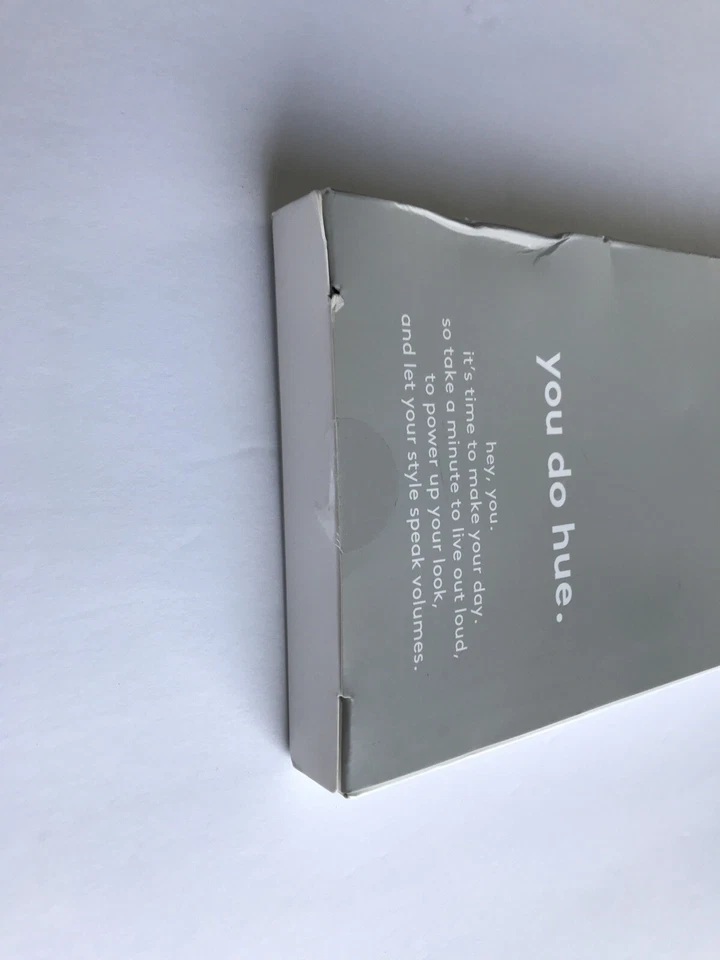 you do hue.
hey, you.
it's time to make your day.
so take a minute to live out loud,
to power up your look,
and let your style speak volumes.